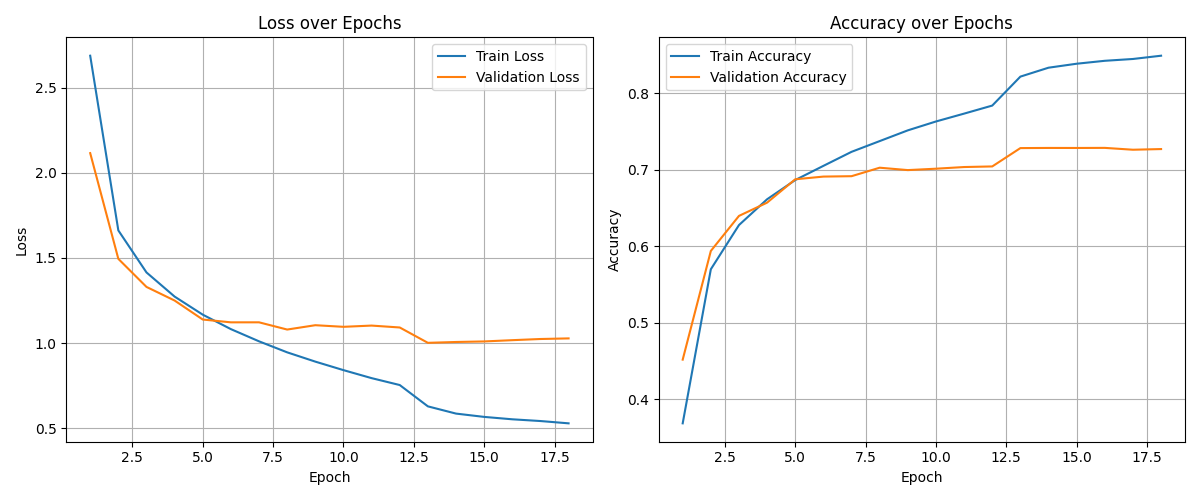 Loss over Epochs
Train Loss
Validation Loss
2.5
2.0
1.5
1.0
0.5
Loss
2.5 5.0 7.5 10.0 12.5 15.0 17.5
Epoch
Accuracy over Epochs
Train Accuracy
Validation Accuracy
0.8
0.7
0.6
0.5
0.4
Accuracy
2.5 5.0 7.5 10.0 12.5 15.0 17.5
Epoch